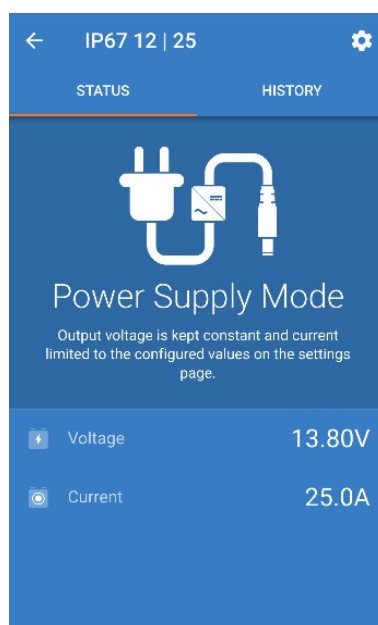 IP67 12 | 25
STATUS HISTORY
Power Supply Mode
Output voltage is kept constant and current
limited to the configured values on the settings
page.
Voltage 13.80V
Current 25.0A